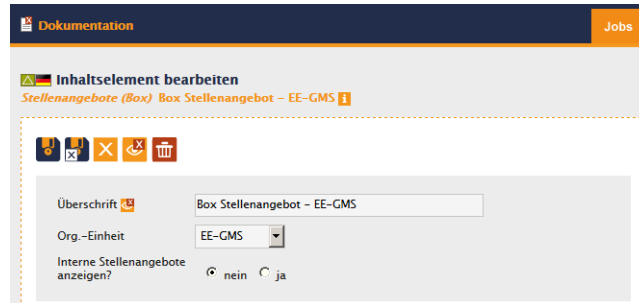 Dokumentation
Jobs
Inhaltselement bearbeiten
Stellenangebote (Box) Box Stellenangebot – EE-GMS
Überschrift
Box Stellenangebot – EE-GMS
Org.-Einheit
EE-GMS
Interne Stellenangebote
anzeigen?
nein ja